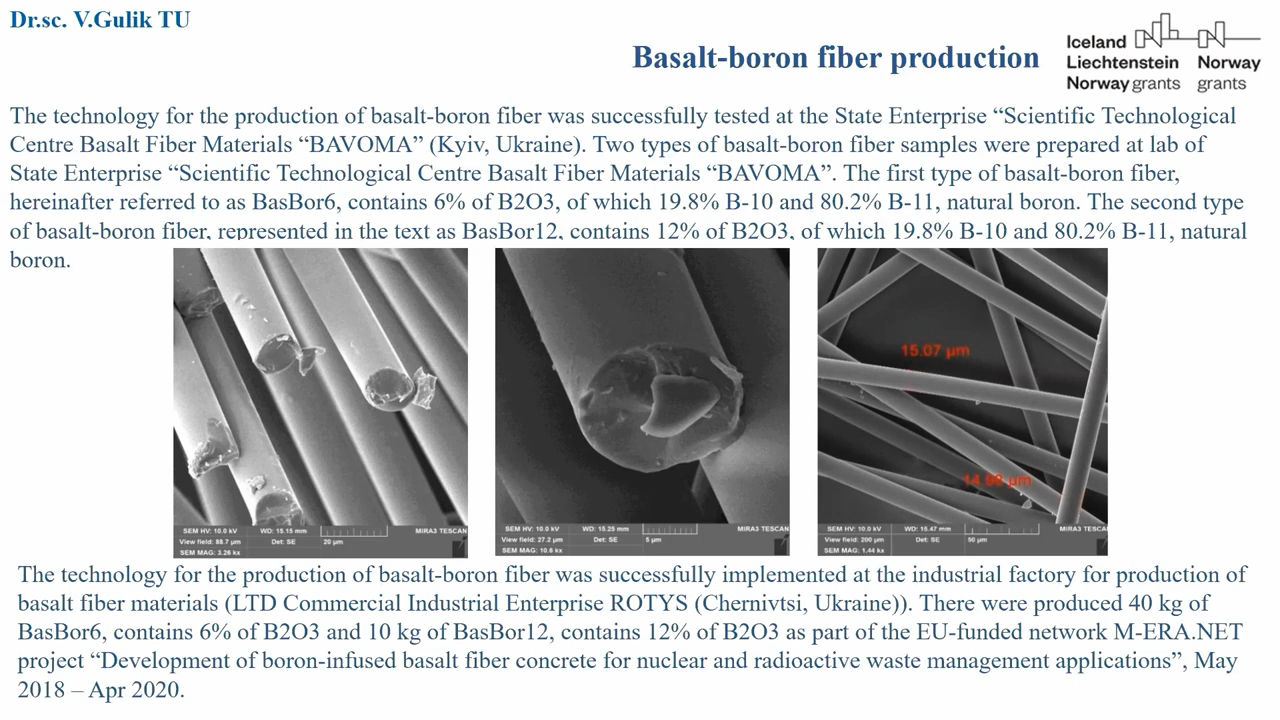 Dr.sc. V.Gulik TU
Basalt-boron fiber production
Iceland
Liechtenstein
Norway grants
Norway
grants
The technology for the production of basalt-boron fiber was successfully tested at the State Enterprise “Scientific Technological
Centre Basalt Fiber Materials “BAVOMA” (Kyiv, Ukraine). Two types of basalt-boron fiber samples were prepared at lab of
State Enterprise “Scientific Technological Centre Basalt Fiber Materials “BAVOMA”. The first type of basalt-boron fiber,
hereinafter referred to as BasBor6, contains 6% of B2O3, of which 19.8% B-10 and 80.2% B-11, natural boron. The second type
of basalt-boron fiber, represented in the text as BasBor12, contains 12% of B2O3, of which 19.8% B-10 and 80.2% B-11, natural
boron.
SEM HV: 10.0 kV WD: 15.15 mm MIRA3 TESCAN
View field: 88.7 µm Det: SE 20 µm
SEM MAG: 3.26 kx
SEM HV: 10.0 kV WD: 15.25 mm MIRA3 TESCAN
View field: 27.2 µm Det: SE 5 µm
SEM MAG: 10.6 kx
15.07 µm
14.98 µm
SEM HV: 10.0 kV WD: 15.47 mm MIRA3 TESCAN
View field: 200 µm Det: SE 50 µm
SEM MAG: 1.44 kx
The technology for the production of basalt-boron fiber was successfully implemented at the industrial factory for production of
basalt fiber materials (LTD Commercial Industrial Enterprise ROTYS (Chernivtsi, Ukraine)). There were produced 40 kg of
BasBor6, contains 6% of B2O3 and 10 kg of BasBor12, contains 12% of B2O3 as part of the EU-funded network M-ERA.NET
project “Development of boron-infused basalt fiber concrete for nuclear and radioactive waste management applications”, May
2018 – Apr 2020.